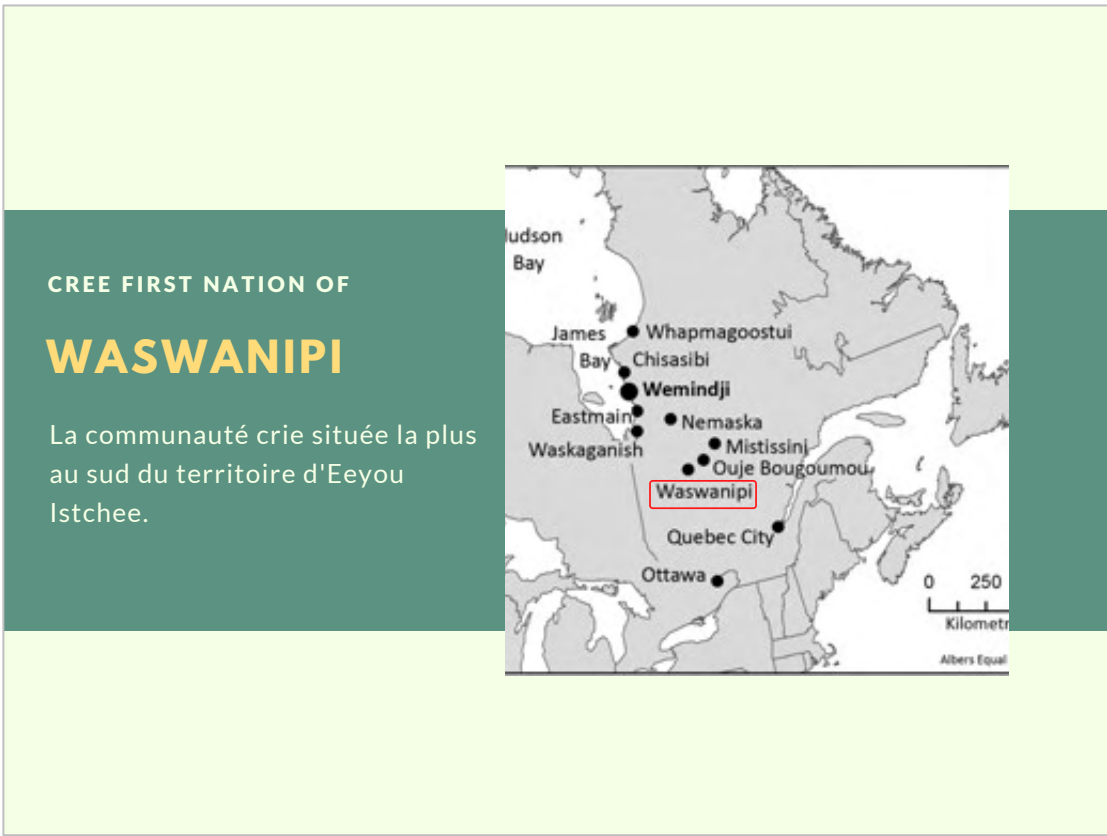 CREE FIRST NATION OF
WASWANIPI
La communauté crie située la plus
au sud du territoire d'Eeyou
Istchee.
udson
Bay
James
Bay
Whapmagoostui
Chisasibi
Wemindji
Eastmain
Nemaska
Waskaganish
Mistissini
Ouje Bougoumou
Waswanipi
Quebec City
Ottawa
0 250
Kilometr
Albers Equal